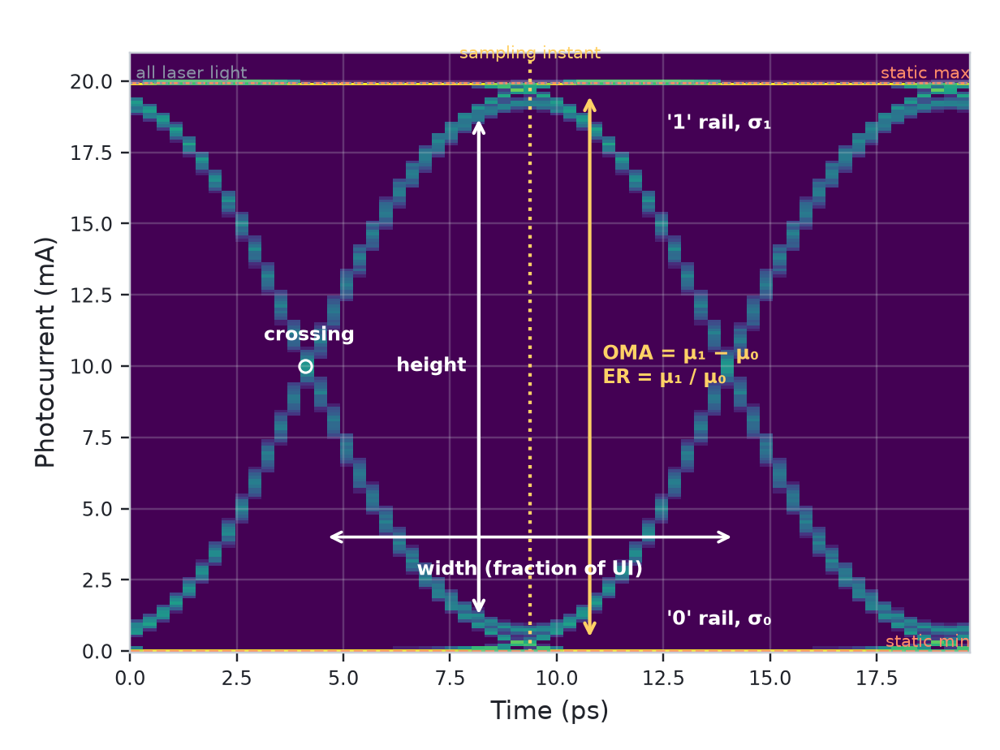 sampling instant
all laser light
static max
20.0
'1' rail, σ₁
17.5
15.0
12.5
crossing
OMA = μ₁ − μ₀
10.0
height
ER = μ₁ / μ₀
Photocurrent (mA)
7.5
5.0
width (fraction of UI)
2.5
'0' rail, σ₀
static min
0.0
0.0 2.5 5.0 7.5 10.0 12.5 15.0 17.5
Time (ps)